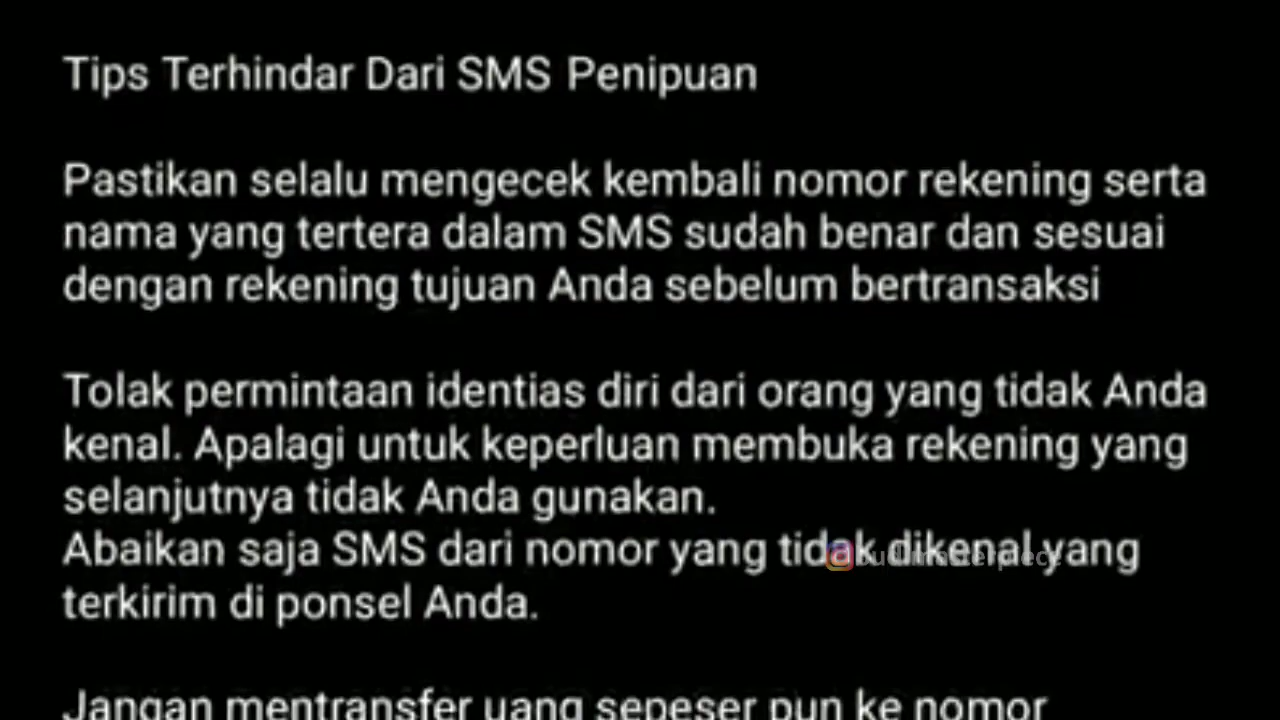 Tips Terhindar Dari SMS Penipuan
Pastikan selalu mengecek kembali nomor rekening serta
nama yang tertera dalam SMS sudah benar dan sesuai
dengan rekening tujuan Anda sebelum bertransaksi
Tolak permintaan identias diri dari orang yang tidak Anda
kenal. Apalagi untuk keperluan membuka rekening yang
selanjutnya tidak Anda gunakan.
Abaikan saja SMS dari nomor yang tidak dikenal yang
terkirim di ponsel Anda.
Jangan mentransfer uang sepeser pun ke nomor